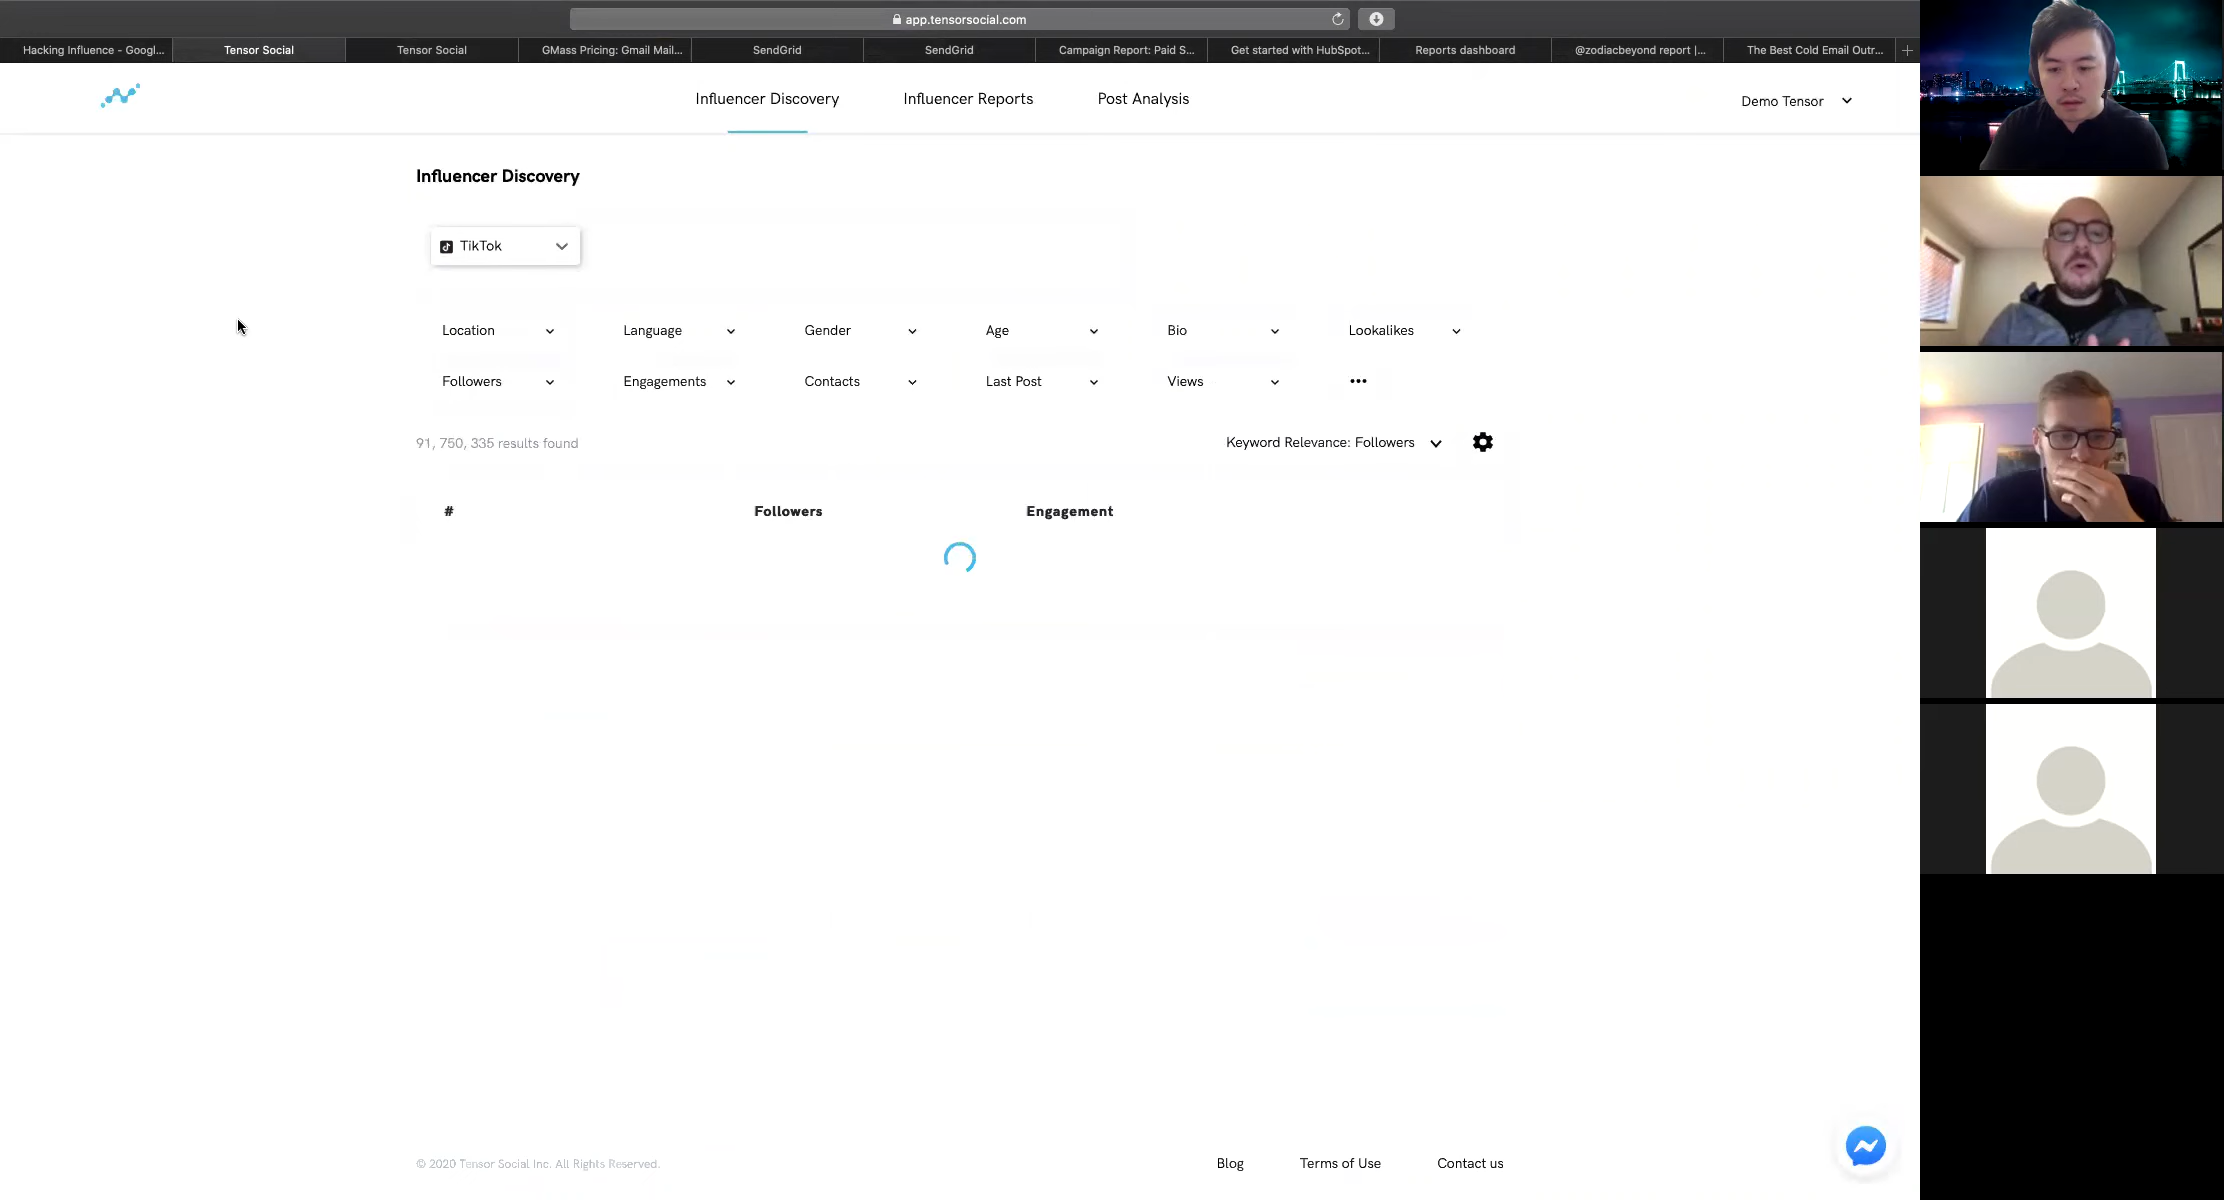 app.tensorsocial.com
Hacking Influence - Googl...
Tensor Social
Tensor Social
GMass Pricing: Gmail Mail...
SendGrid
SendGrid
Campaign Report: Paid S...
Get started with HubSpot...
Reports dashboard
@zodiacbeyond report |...
The Best Cold Email Outr...
Influencer Discovery
Influencer Reports
Post Analysis
Demo Tensor
Influencer Discovery
TikTok
Location
Language
Gender
Age
Bio
Lookalikes
Followers
Engagements
Contacts
Last Post
Views
•••
91, 750, 335 results found
Keyword Relevance: Followers
#
Followers
Engagement
© 2020 Tensor Social Inc. All Rights Reserved.
Blog
Terms of Use
Contact us